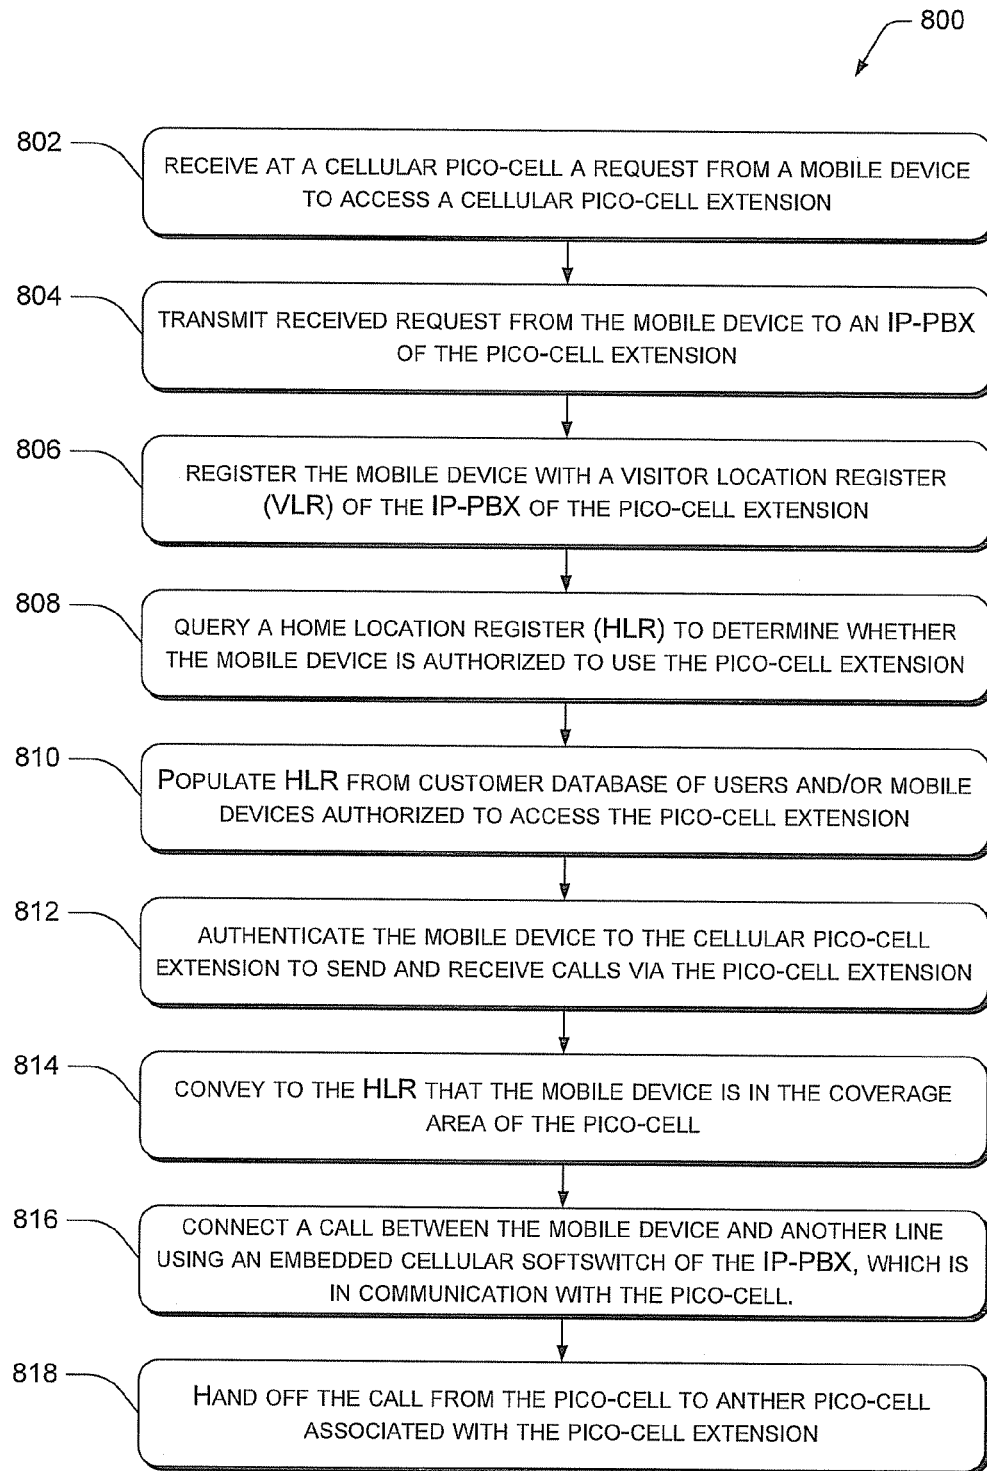 800
802
RECEIVE AT A CELLULAR PICO-CELL A REQUEST FROM A MOBILE DEVICE
TO ACCESS A CELLULAR PICO-CELL EXTENSION
804
TRANSMIT RECEIVED REQUEST FROM THE MOBILE DEVICE TO AN IP-PBX
OF THE PICO-CELL EXTENSION
806
REGISTER THE MOBILE DEVICE WITH A VISITOR LOCATION REGISTER
(VLR) OF THE IP-PBX OF THE PICO-CELL EXTENSION
808
QUERY A HOME LOCATION REGISTER (HLR) TO DETERMINE WHETHER
THE MOBILE DEVICE IS AUTHORIZED TO USE THE PICO-CELL EXTENSION
810
POPULATE HLR FROM CUSTOMER DATABASE OF USERS AND/OR MOBILE
DEVICES AUTHORIZED TO ACCESS THE PICO-CELL EXTENSION
812
AUTHENTICATE THE MOBILE DEVICE TO THE CELLULAR PICO-CELL
EXTENSION TO SEND AND RECEIVE CALLS VIA THE PICO-CELL EXTENSION
814
CONVEY TO THE HLR THAT THE MOBILE DEVICE IS IN THE COVERAGE
AREA OF THE PICO-CELL
816
CONNECT A CALL BETWEEN THE MOBILE DEVICE AND ANOTHER LINE
USING AN EMBEDDED CELLULAR SOFTSWITCH OF THE IP-PBX, WHICH IS
IN COMMUNICATION WITH THE PICO-CELL.
818
HAND OFF THE CALL FROM THE PICO-CELL TO ANTHER PICO-CELL
ASSOCIATED WITH THE PICO-CELL EXTENSION